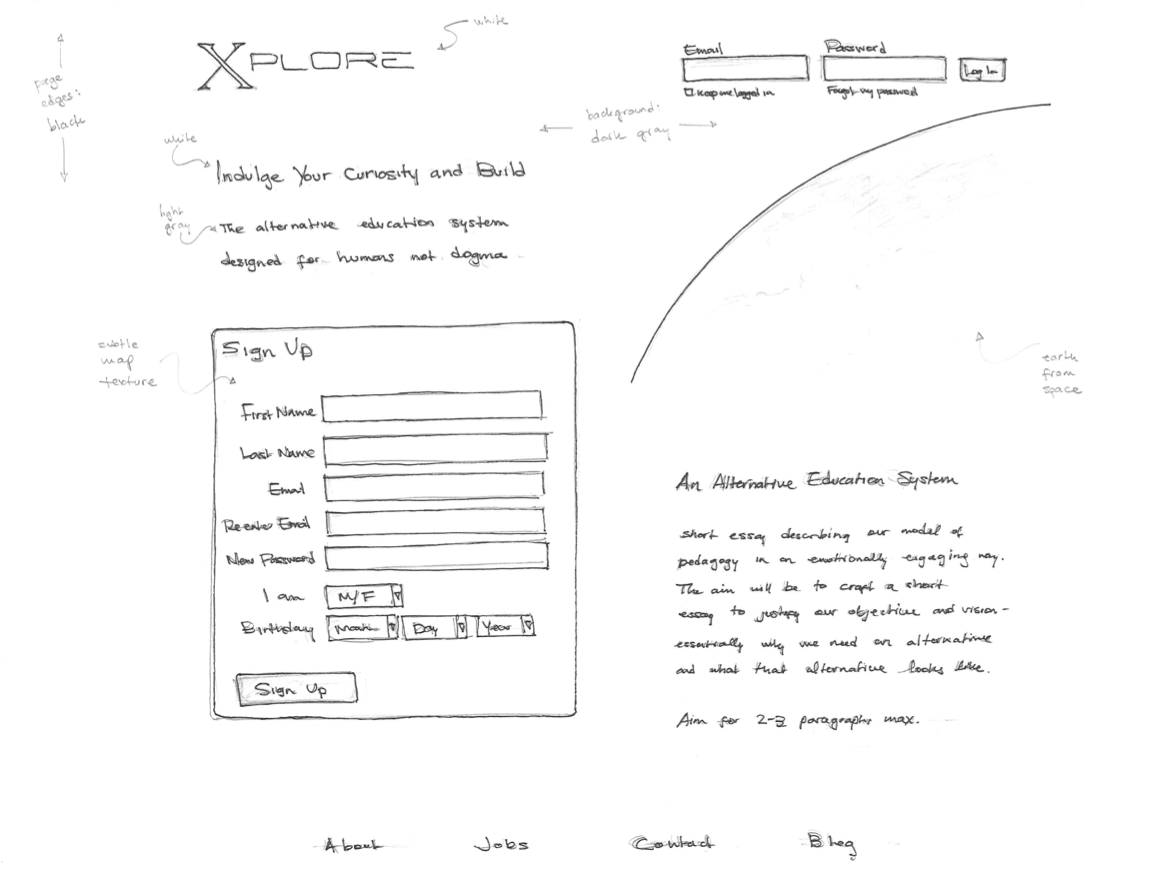 XPLORE
white
Email
Password
Log In
Keep me logged in
Forgot my password
page
edges:
black
background:
dark gray
white
Indulge Your Curiosity and Build
light
gray
The alternative education system
designed for humans not dogma
subtle
map
texture
Sign Up
First Name
Last Name
Email
Re-enter Email
New Password
I am
M/F
Birthday
Month
Day
Year
Sign Up
earth
from
space
An Alternative Education System
short essay describing our model of
pedagogy in an emotionally engaging way.
The aim will be to craft a short
essay to justify our objective and vision-
essentially why we need an alternative
and what that alternative looks like.
Aim for 2-3 paragraphs max.
About
Jobs
Contact
Blog